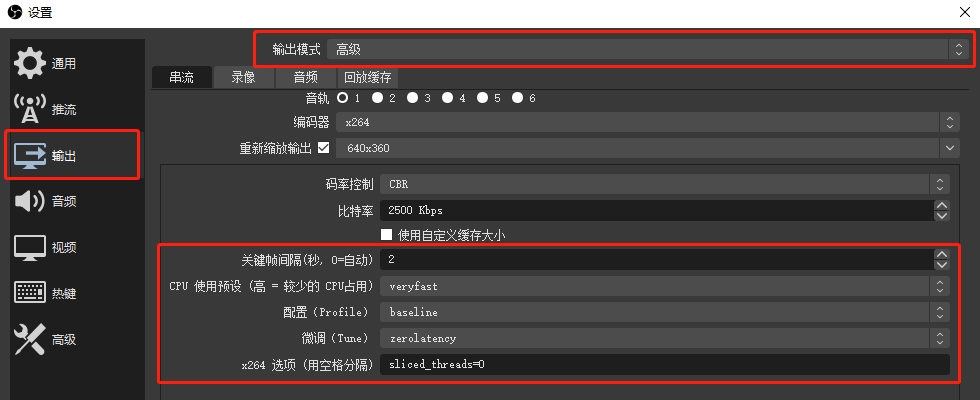 设置
输出模式 高级
通用
串流 录像 音频 回放缓存
音轨 1 2 3 4 5 6
推流
编码器 x264
重新缩放输出 640x360
输出
码率控制 CBR
音频
比特率 2500 Kbps
使用自定义缓存大小
视频
关键帧间隔(秒, 0=自动) 2
CPU 使用预设 (高 = 较少的 CPU占用) veryfast
热键
配置 (Profile) baseline
高级
微调 (Tune) zerolatency
x264 选项 (用空格分隔) sliced_threads=0